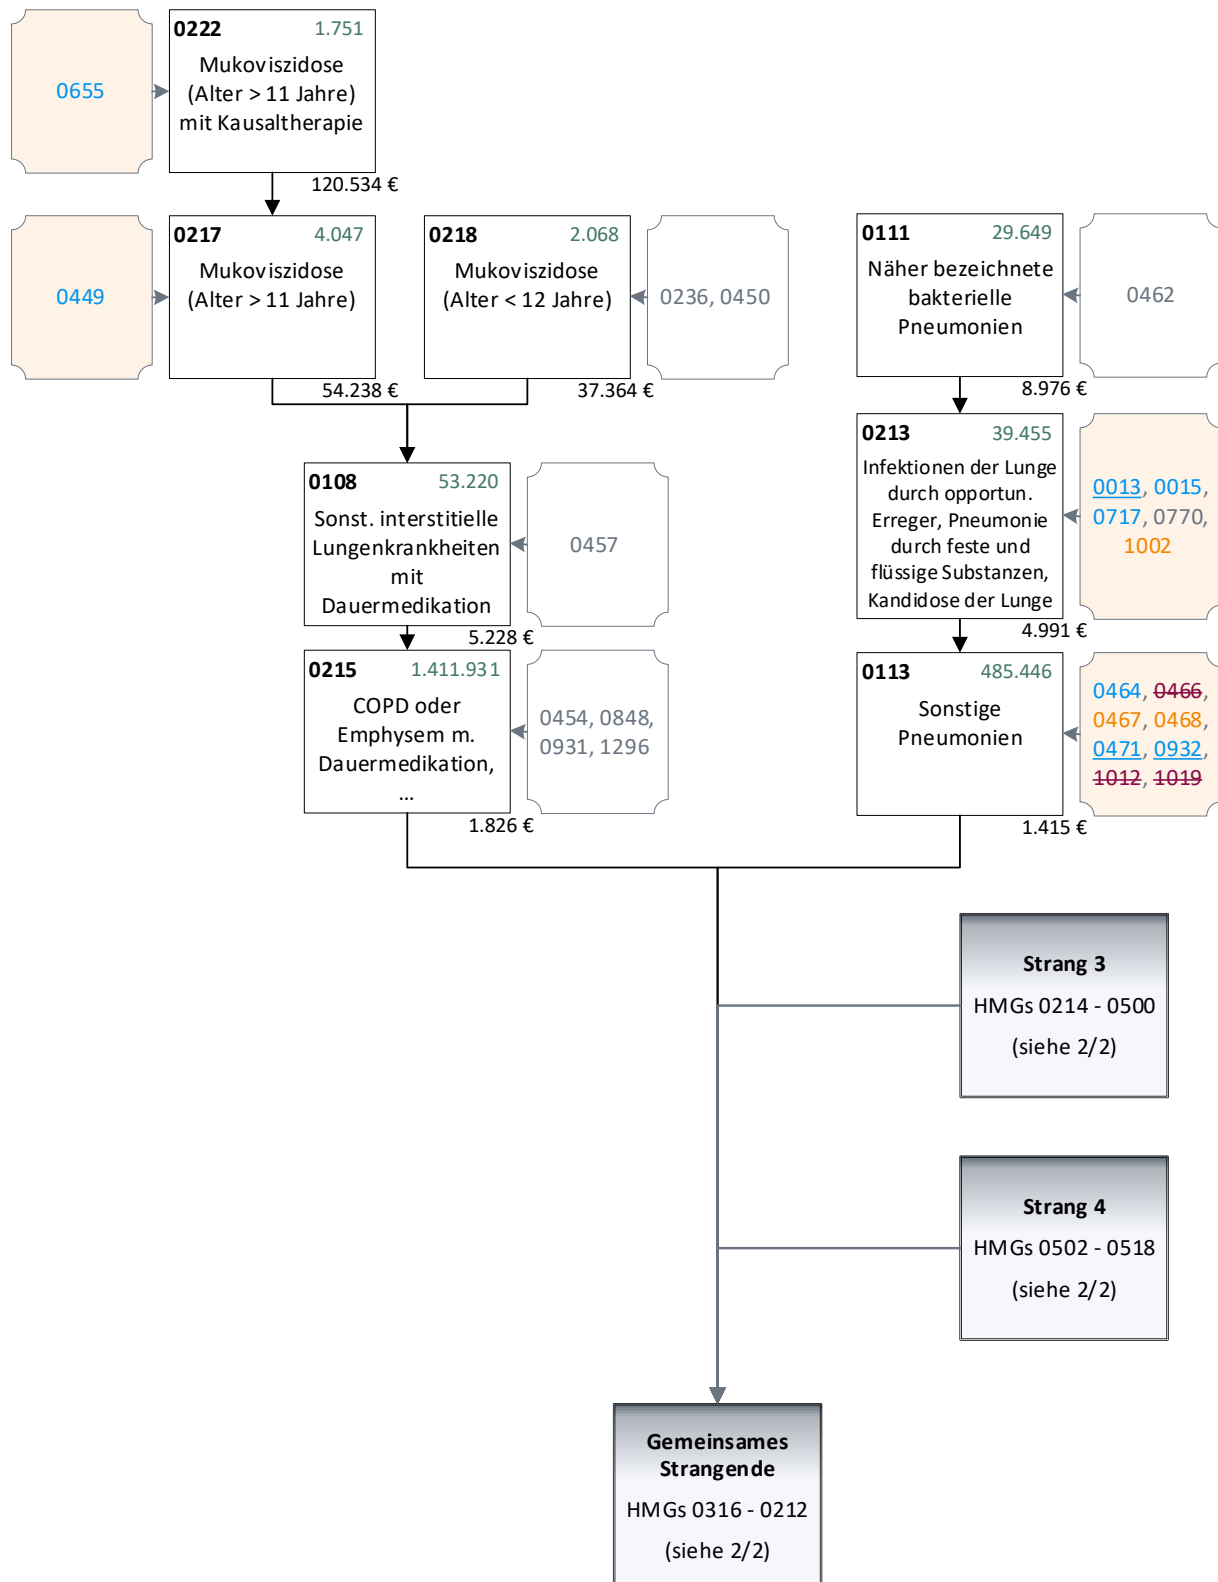 0655
0222 1.751
Mukoviszidose
(Alter > 11 Jahre)
mit Kausaltherapie
120.534 €
0449
0217 4.047
Mukoviszidose
(Alter > 11 Jahre)
54.238 €
0218 2.068
Mukoviszidose
(Alter < 12 Jahre)
37.364 €
0236, 0450
0108 53.220
Sonst. interstitielle
Lungenkrankheiten
mit
Dauermedikation
5.228 €
0457
0215 1.411.931
COPD oder
Emphysem m.
Dauermedikation,
...
1.826 €
0454, 0848,
0931, 1296
0111 29.649
Näher bezeichnete
bakterielle
Pneumonien
8.976 €
0462
0213 39.455
Infektionen der Lunge
durch opportun.
Erreger, Pneumonie
durch feste und
flüssige Substanzen,
Kandidose der Lunge
4.991 €
0013, 0015,
0717, 0770,
1002
0113 485.446
Sonstige
Pneumonien
1.415 €
0464, 0466,
0467, 0468,
0471, 0932,
1012, 1019
Strang 3
HMGs 0214 - 0500
(siehe 2/2)
Strang 4
HMGs 0502 - 0518
(siehe 2/2)
Gemeinsames
Strangende
HMGs 0316 - 0212
(siehe 2/2)